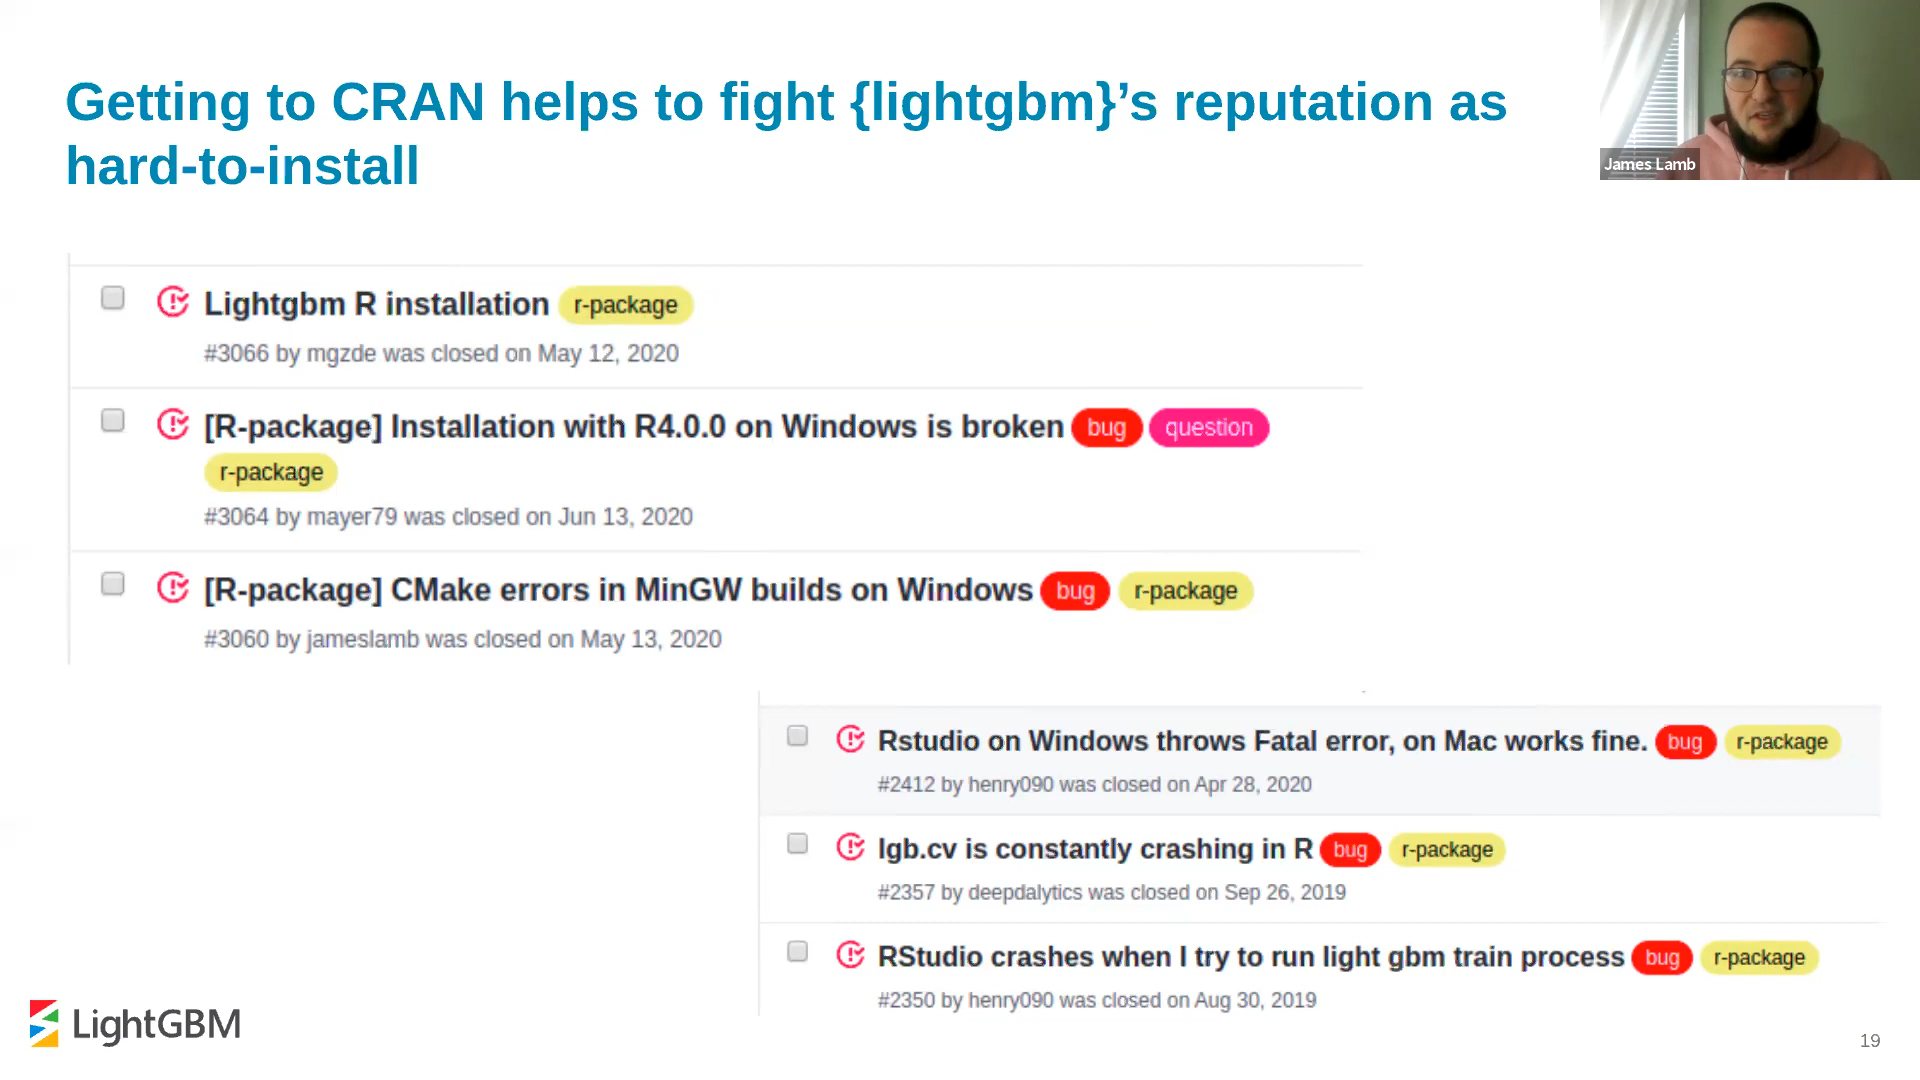 Getting to CRAN helps to fight {lightgbm}’s reputation as
hard-to-install
James Lamb
Lightgbm R installation r-package
#3066 by mgzde was closed on May 12, 2020
[R-package] Installation with R4.0.0 on Windows is broken bug question
r-package
#3064 by mayer79 was closed on Jun 13, 2020
[R-package] CMake errors in MinGW builds on Windows bug r-package
#3060 by jameslamb was closed on May 13, 2020
Rstudio on Windows throws Fatal error, on Mac works fine. bug r-package
#2412 by henry090 was closed on Apr 28, 2020
lgb.cv is constantly crashing in R bug r-package
#2357 by deepdalytics was closed on Sep 26, 2019
RStudio crashes when I try to run light gbm train process bug r-package
#2350 by henry090 was closed on Aug 30, 2019
LightGBM
19